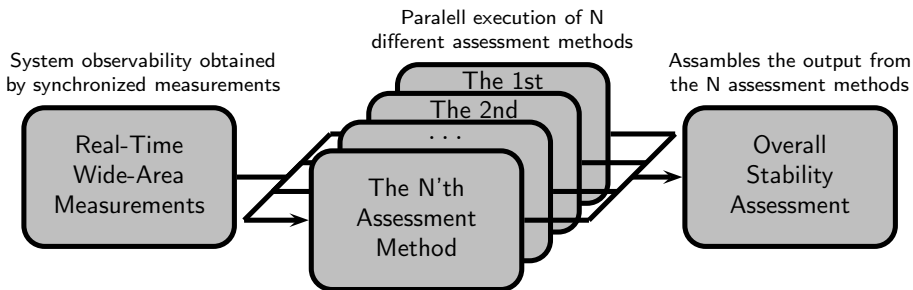 System observability obtained
by synchronized measurements
Real-Time
Wide-Area
Measurements
Paralell execution of N
different assessment methods
The 1st
The 2nd
...
The N'th
Assessment
Method
Assambles the output from
the N assessment methods
Overall
Stability
Assessment